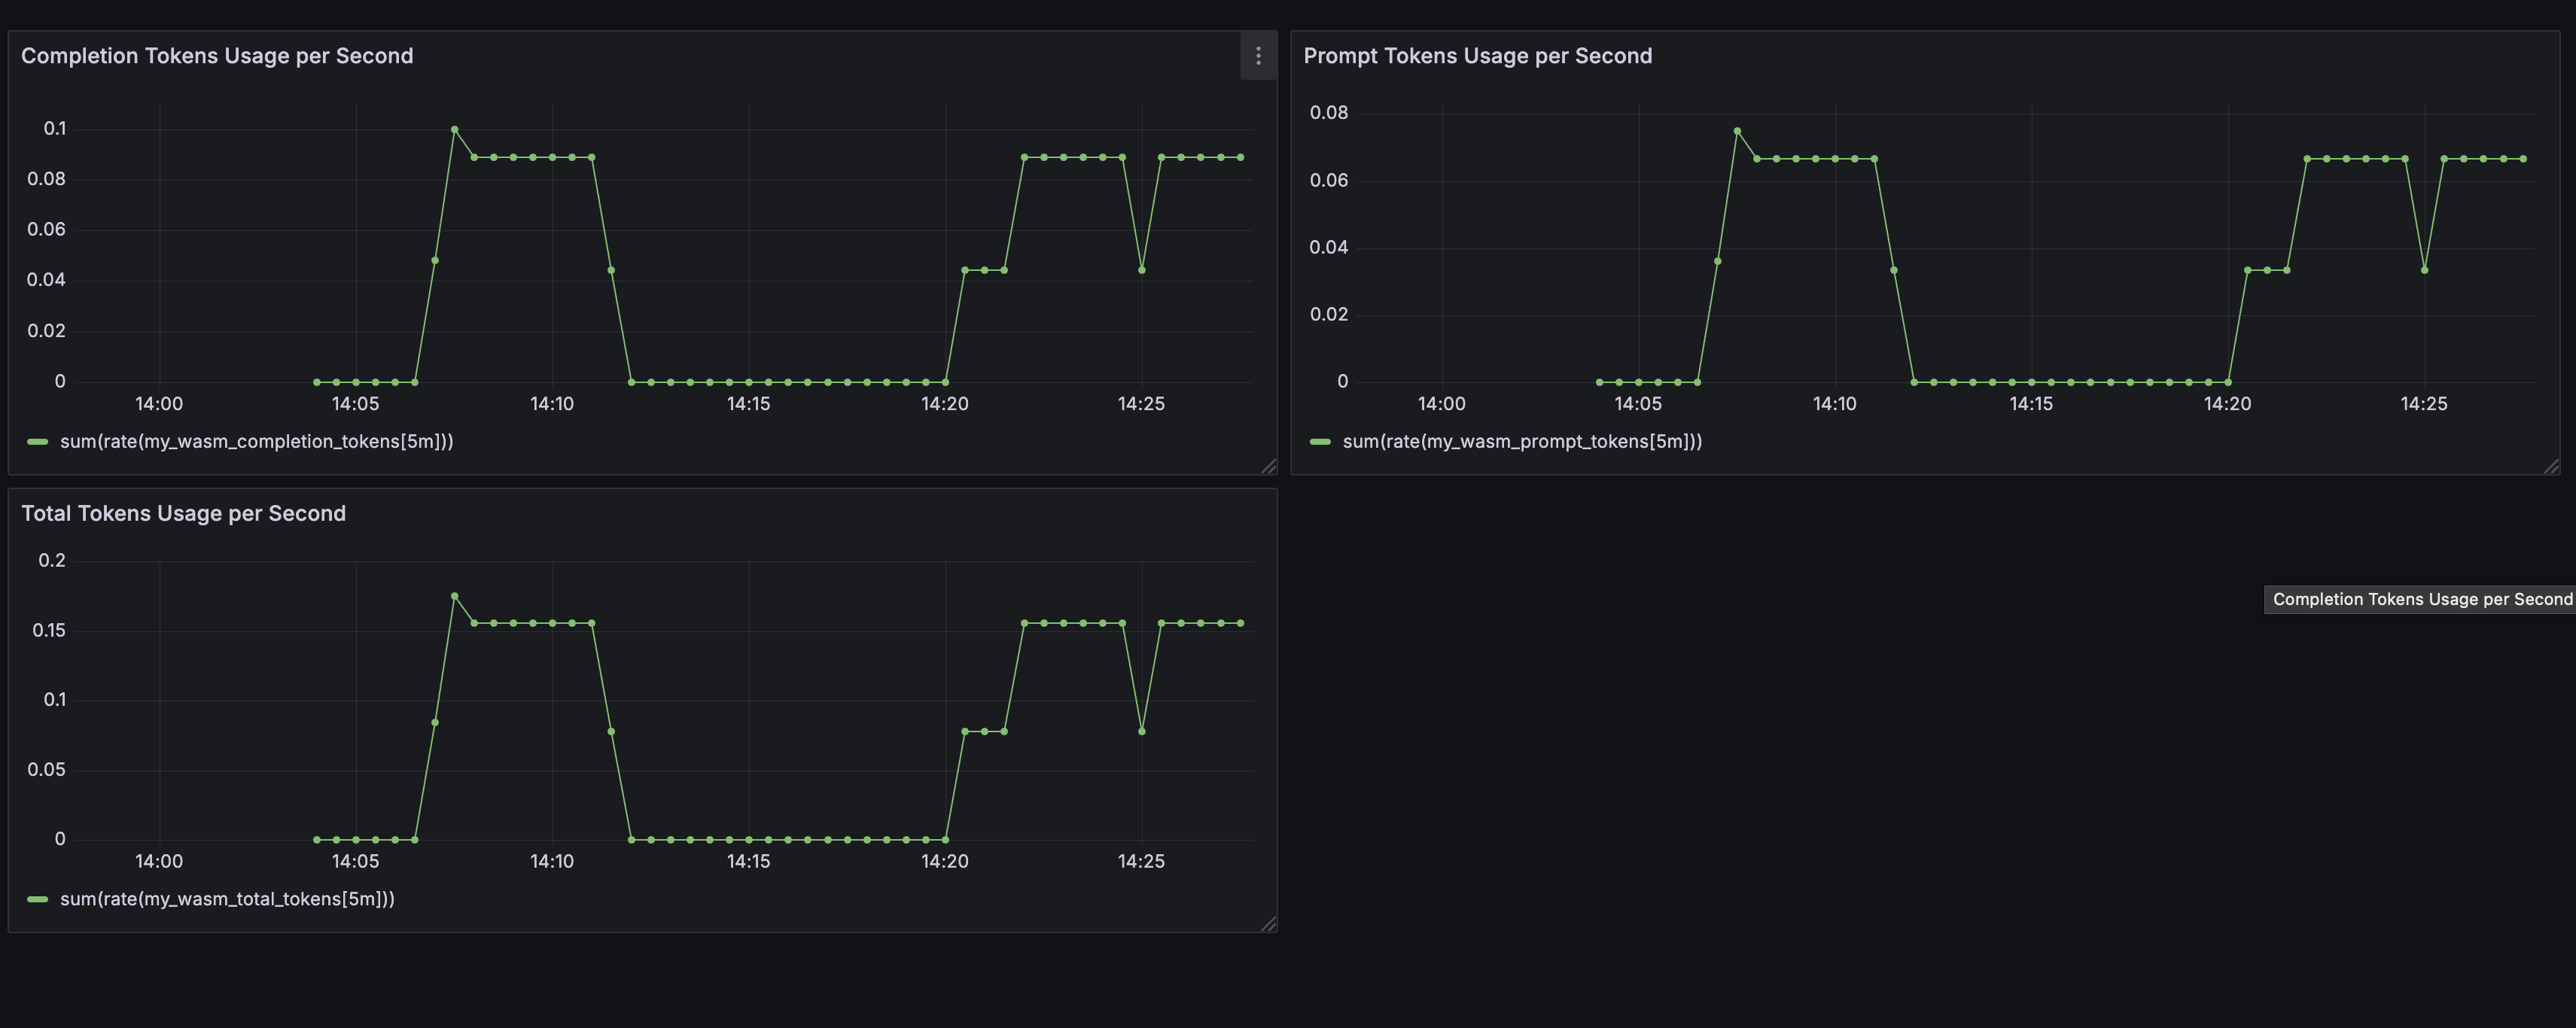 Completion Tokens Usage per Second
0.1
0.08
0.06
0.04
0.02
0
14:00 14:05 14:10 14:15 14:20 14:25
sum(rate(my_wasm_completion_tokens[5m]))
Prompt Tokens Usage per Second
0.08
0.06
0.04
0.02
0
14:00 14:05 14:10 14:15 14:20 14:25
sum(rate(my_wasm_prompt_tokens[5m]))
Total Tokens Usage per Second
0.2
0.15
0.1
0.05
0
14:00 14:05 14:10 14:15 14:20 14:25
sum(rate(my_wasm_total_tokens[5m]))
Completion Tokens Usage per Second